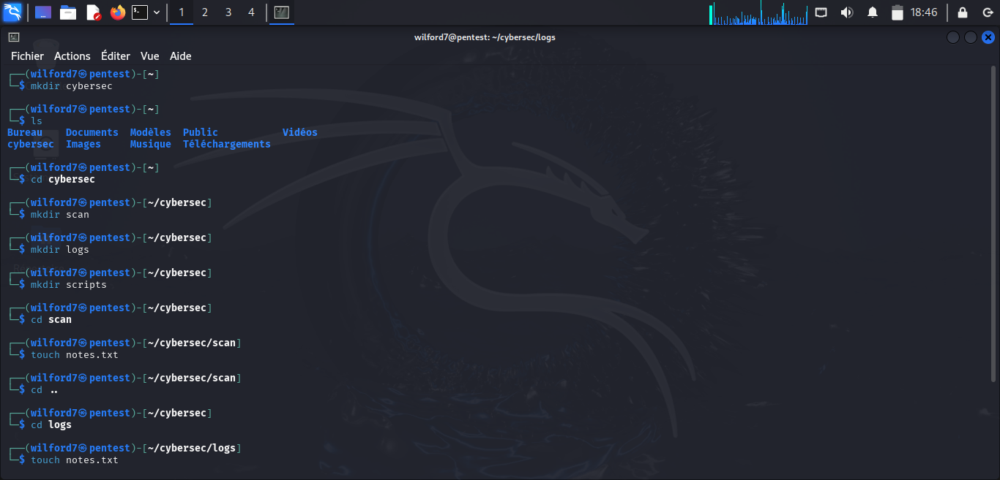 1 2 3 4 18:46
wilford7@pentest: ~/cybersec/logs
Fichier Actions Éditer Vue Aide
┌──(wilford7㉿pentest)-[~]
└─$ mkdir cybersec
┌──(wilford7㉿pentest)-[~]
└─$ ls
Bureau Documents Modèles Public Vidéos
cybersec Images Musique Téléchargements
┌──(wilford7㉿pentest)-[~]
└─$ cd cybersec
┌──(wilford7㉿pentest)-[~/cybersec]
└─$ mkdir scan
┌──(wilford7㉿pentest)-[~/cybersec]
└─$ mkdir logs
┌──(wilford7㉿pentest)-[~/cybersec]
└─$ mkdir scripts
┌──(wilford7㉿pentest)-[~/cybersec]
└─$ cd scan
┌──(wilford7㉿pentest)-[~/cybersec/scan]
└─$ touch notes.txt
┌──(wilford7㉿pentest)-[~/cybersec/scan]
└─$ cd ..
┌──(wilford7㉿pentest)-[~/cybersec]
└─$ cd logs
┌──(wilford7㉿pentest)-[~/cybersec/logs]
└─$ touch notes.txt